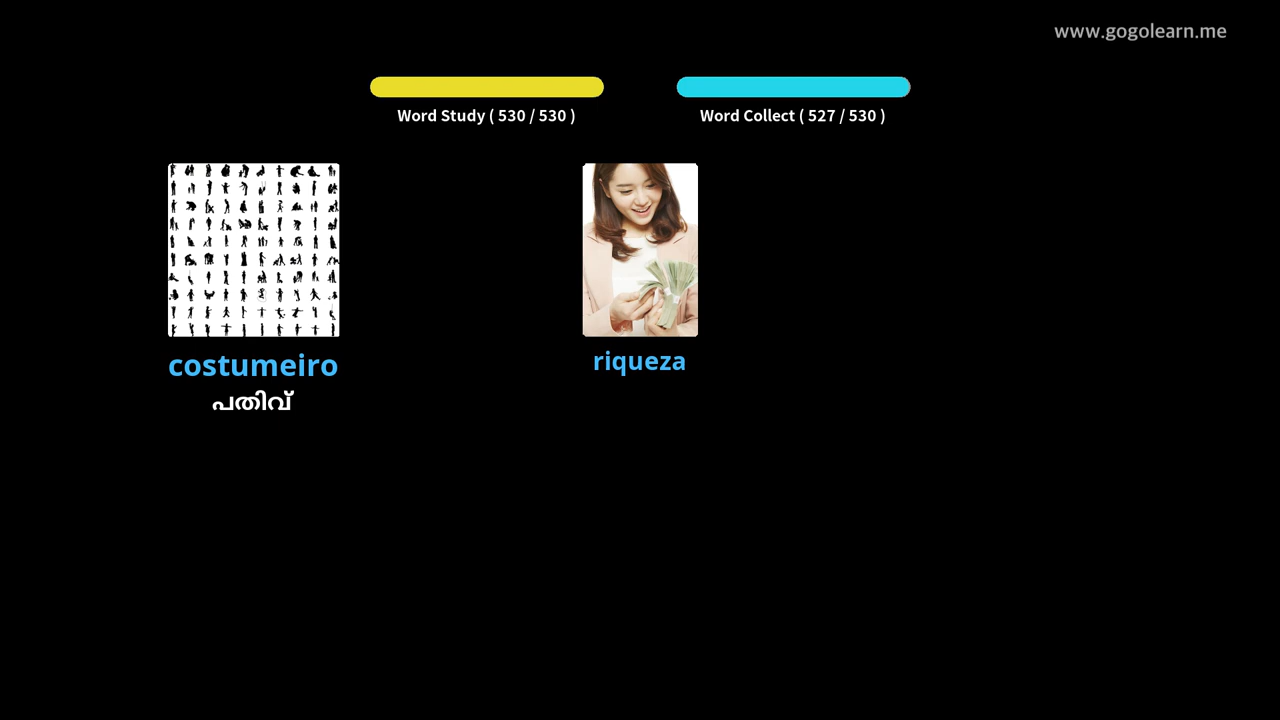 www.gogolearn.me
Word Study ( 530 / 530 )
Word Collect ( 527 / 530 )
costumeiro
പതിവ്
riqueza